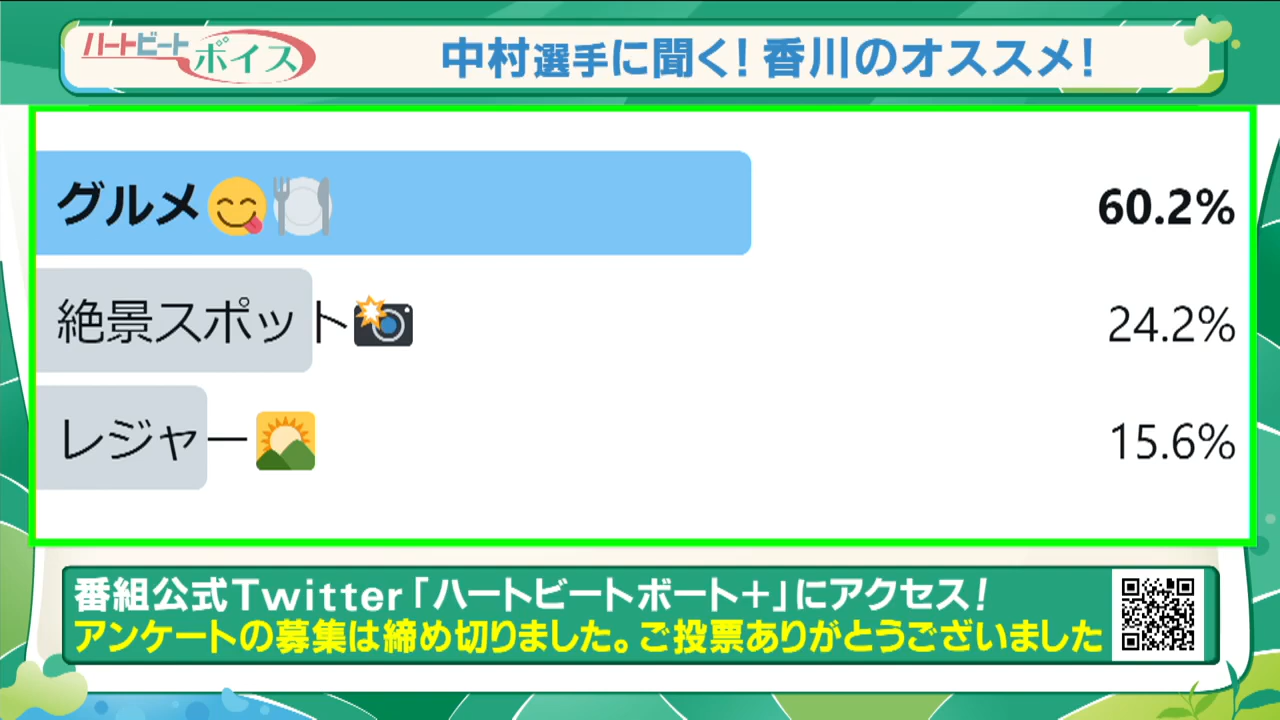 ハートビートボイス
中村選手に聞く!香川のオススメ!
グルメ😋🍽 60.2%
絶景スポット📸 24.2%
レジャー🌄 15.6%
番組公式Twitter「ハートビートボート+」にアクセス!
アンケートの募集は締め切りました。ご投票ありがとうございました